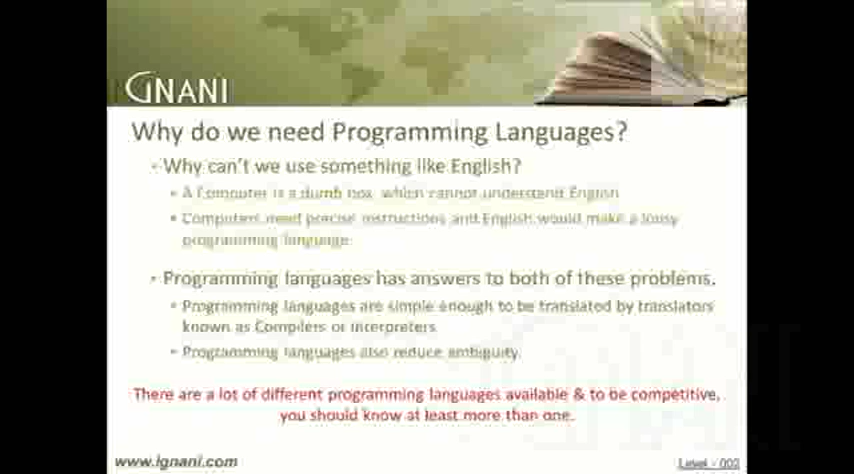 IGNANI
Why do we need Programming Languages?
Why can't we use something like English?
A Computer is a dumb box, which cannot understand English
Computers need precise instructions and English would make a lousy
programming language.
Programming languages has answers to both of these problems.
Programming languages are simple enough to be translated by translators
known as Compilers or Interpreters
Programming languages also reduce ambiguity.
There are a lot of different programming languages available & to be competitive,
you should know at least more than one.
www.ignani.com
Level - 002